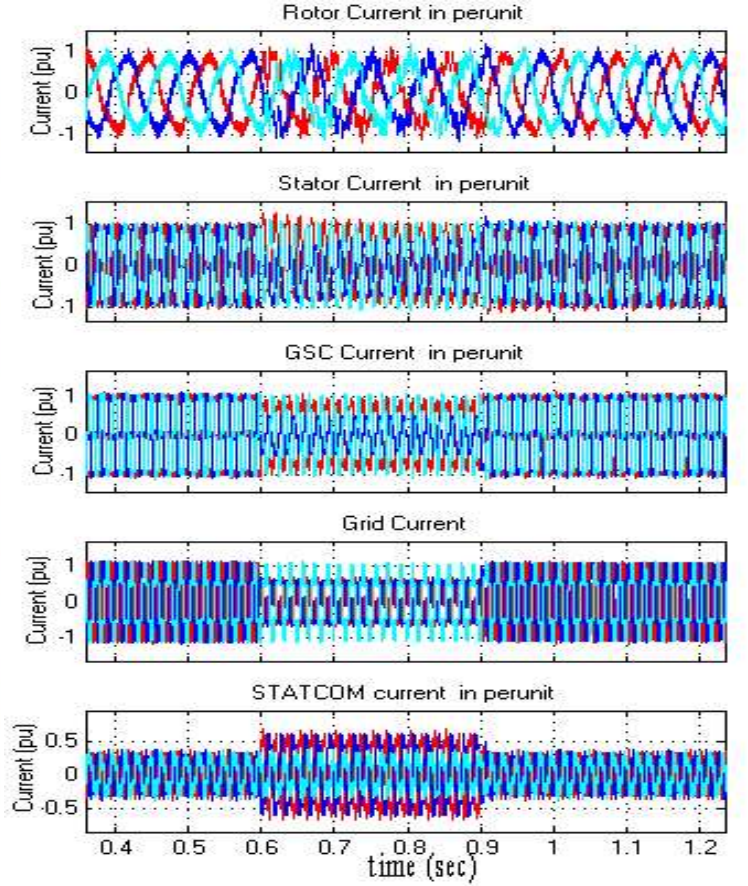 Rotor Current in perunit
Current (pu)
1
0
-1
Stator Current in perunit
Current (pu)
1
0
-1
GSC Current in perunit
Current (pu)
1
0
-1
Grid Current
Current (pu)
1
0
-1
STATCOM current in perunit
Current (pu)
0.5
0
-0.5
0.4 0.5 0.6 0.7 0.8 0.9 1 1.1 1.2
time (sec)